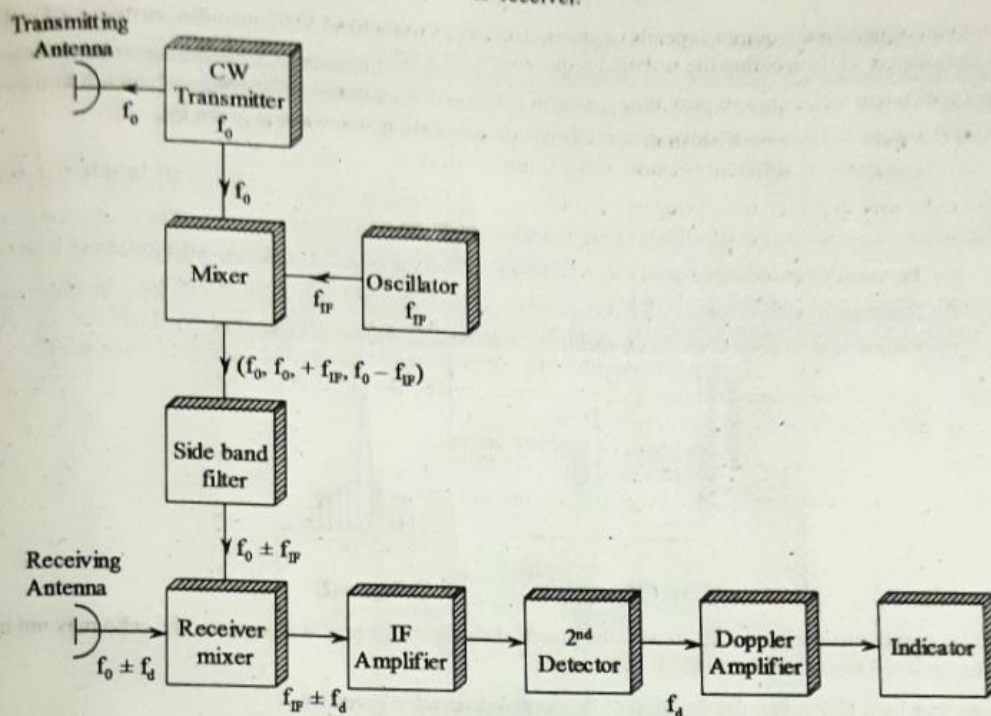 receiver.
Transmitting
Antenna
f₀
CW
Transmitter
f₀
f₀
Mixer
f_IF
Oscillator
f_IF
(f₀, f₀, + f_IF, f₀ – f_IF)
Side band
filter
f₀ ± f_IF
Receiving
Antenna
f₀ ± f_d
Receiver
mixer
f_IF ± f_d
IF
Amplifier
2nd
Detector
f_d
Doppler
Amplifier
Indicator